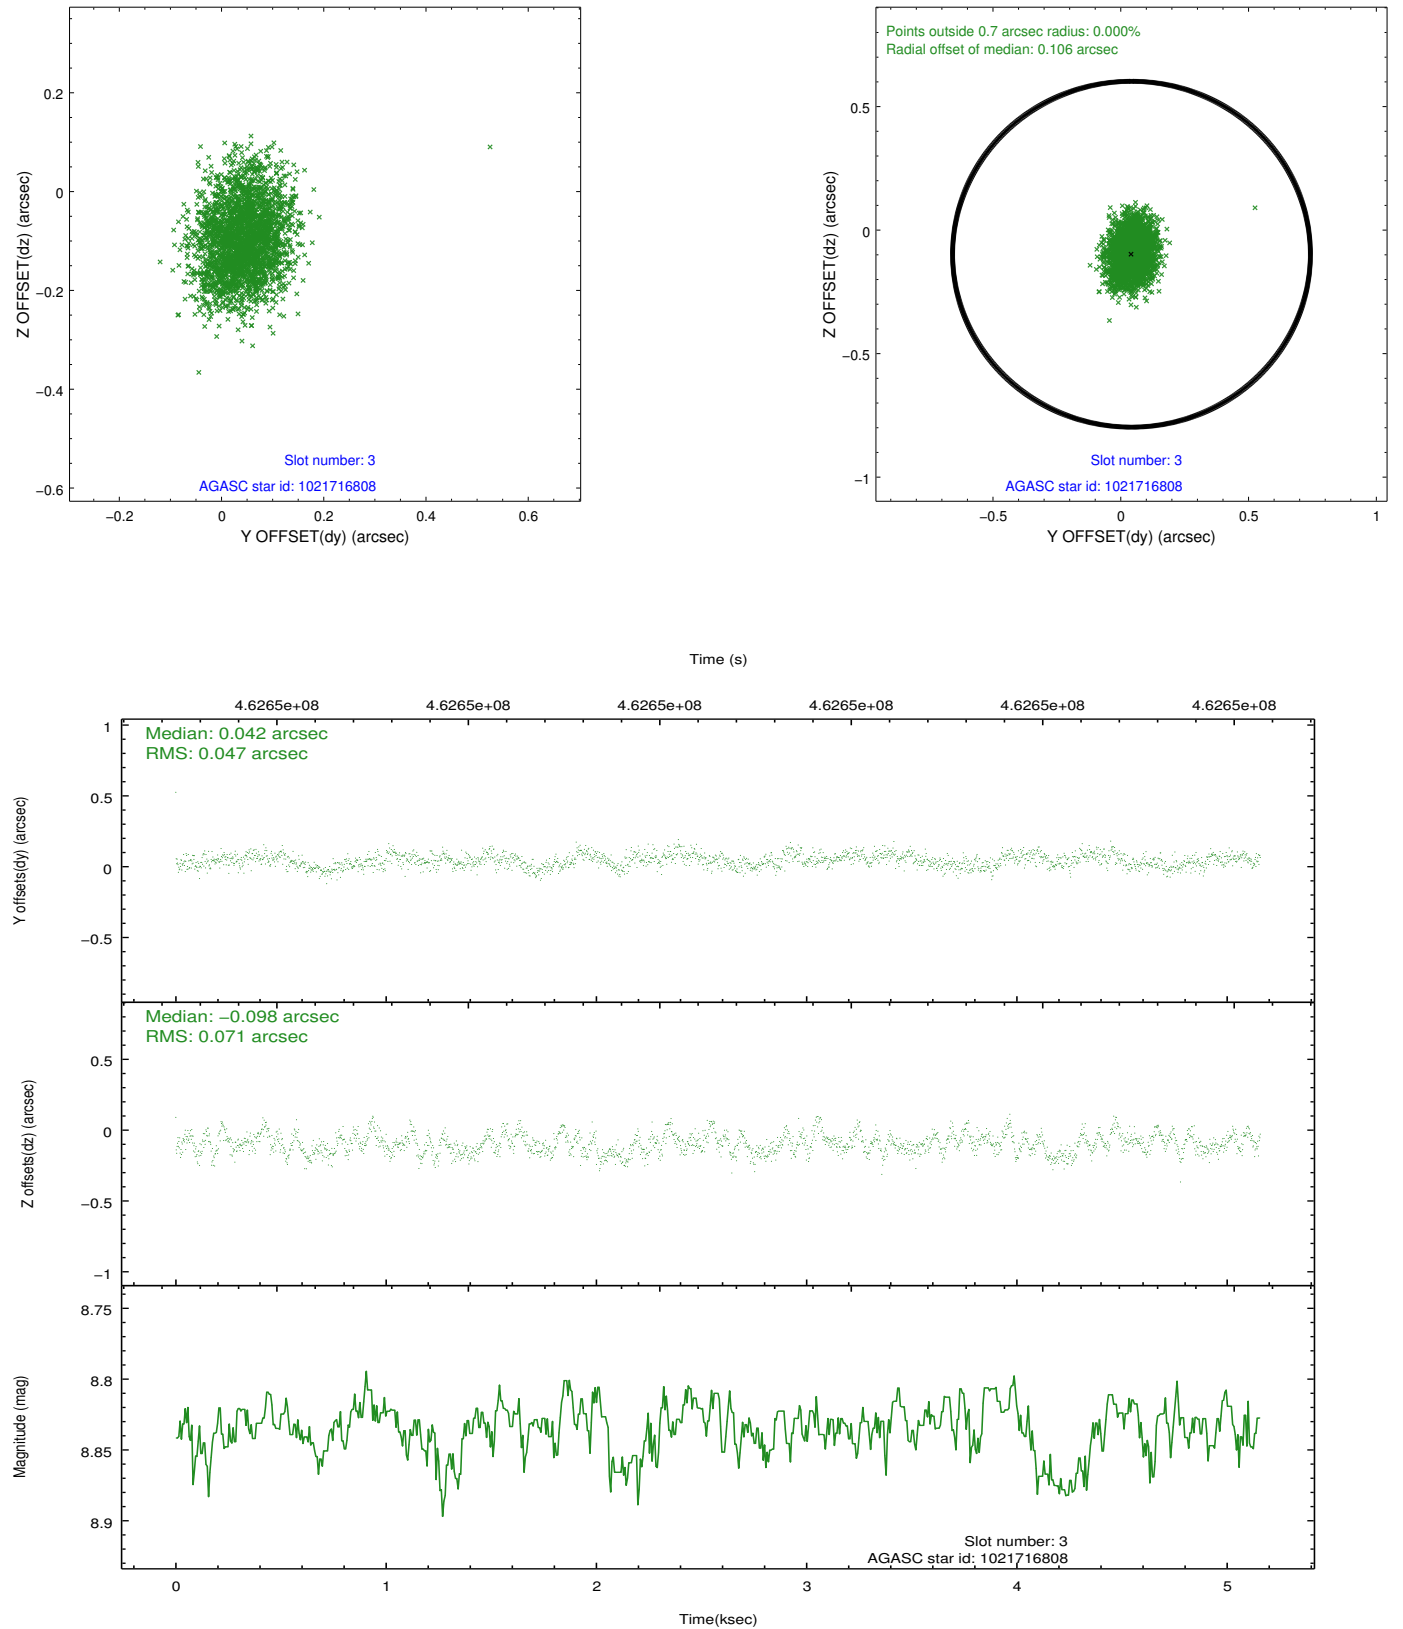 0.2
0
−0.2
−0.4
−0.6
−0.2
0
0.2
0.4
0.6
Z OFFSET(dz) (arcsec)
Y OFFSET(dy) (arcsec)
Slot number: 3
AGASC star id: 1021716808
Points outside 0.7 arcsec radius: 0.000%
Radial offset of median: 0.106 arcsec
0.5
0
−0.5
−1
−0.5
0
0.5
1
Z OFFSET(dz) (arcsec)
Y OFFSET(dy) (arcsec)
Slot number: 3
AGASC star id: 1021716808
Time (s)
4.6265e+08
4.6265e+08
4.6265e+08
4.6265e+08
4.6265e+08
4.6265e+08
Median: 0.042 arcsec
RMS: 0.047 arcsec
1
0.5
0
−0.5
Y offsets(dy) (arcsec)
Median: −0.098 arcsec
RMS: 0.071 arcsec
0.5
0
−0.5
−1
Z offsets(dz) (arcsec)
8.75
8.8
8.85
8.9
Magnitude (mag)
Slot number: 3
AGASC star id: 1021716808
0
1
2
3
4
5
Time(ksec)